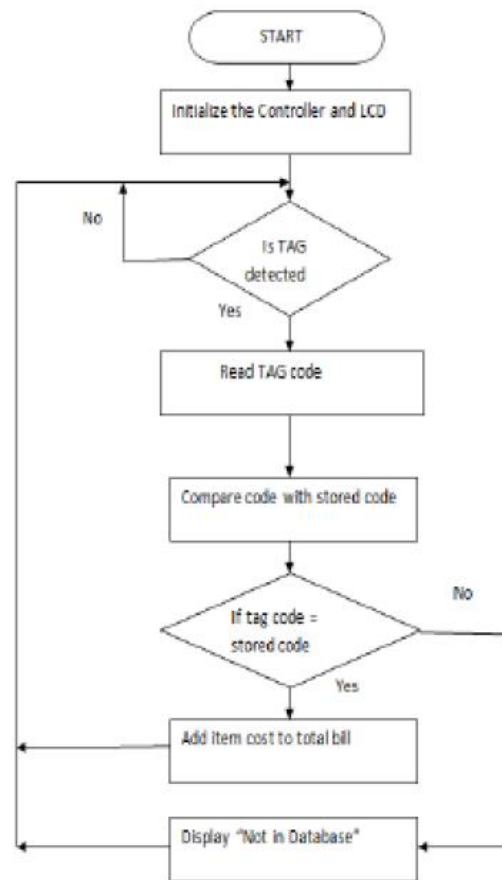 START
Initialize the Controller and LCD
No
Is TAG
detected
Yes
Read TAG code
Compare code with stored code
No
If tag code =
stored code
Yes
Add item cost to total bill
Display "Not in Database"